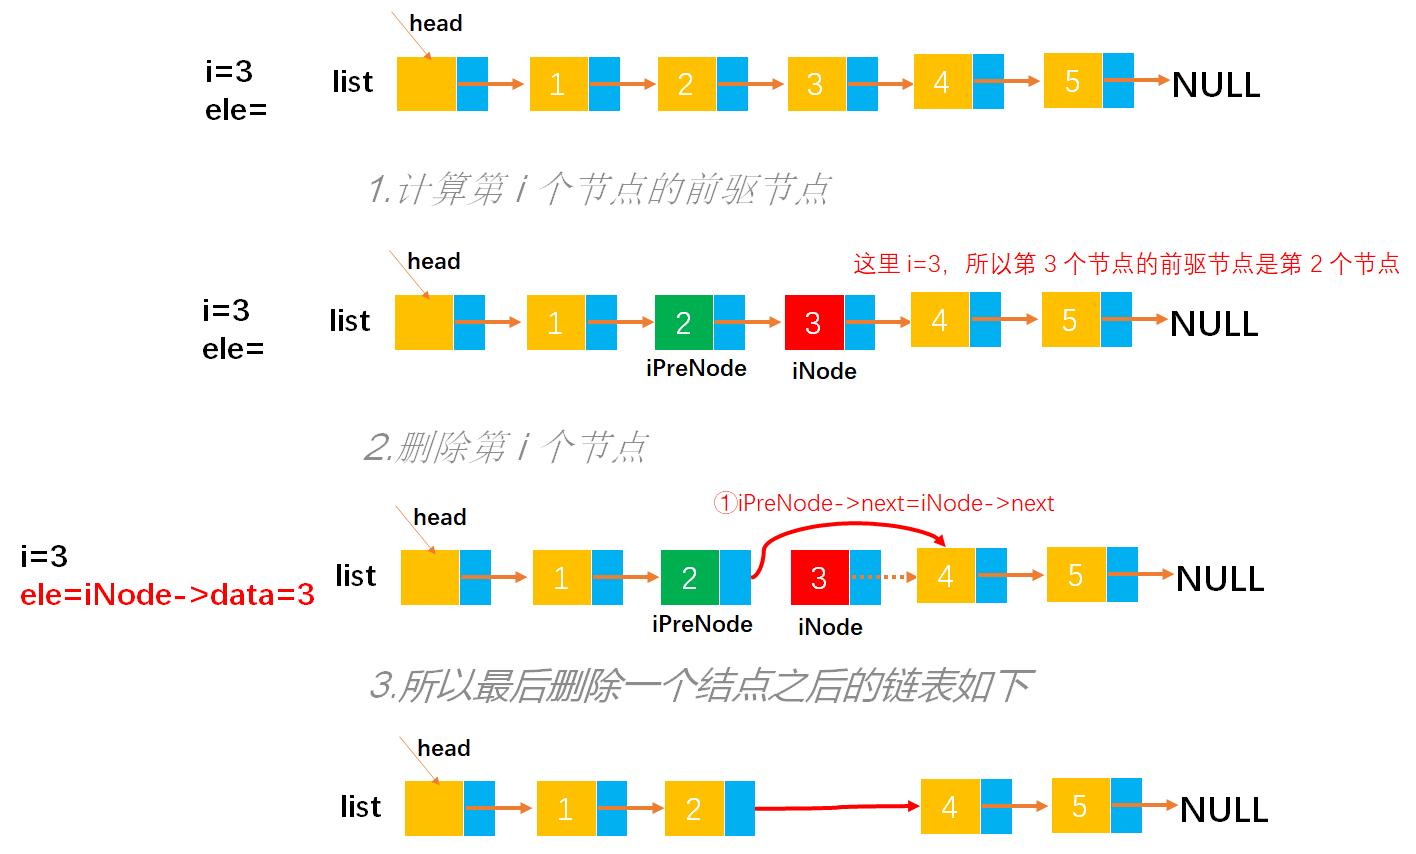 head
i=3
ele=
list
1
2
3
4
5
NULL
1.计算第 i 个节点的前驱节点
head
这里 i=3，所以第 3 个节点的前驱节点是第 2 个节点
i=3
ele=
list
1
2
3
4
5
NULL
iPreNode
iNode
2.删除第 i 个节点
①iPreNode->next=iNode->next
head
i=3
ele=iNode->data=3
list
1
2
3
4
5
NULL
iPreNode
iNode
3.所以最后删除一个结点之后的链表如下
head
list
1
2
4
5
NULL